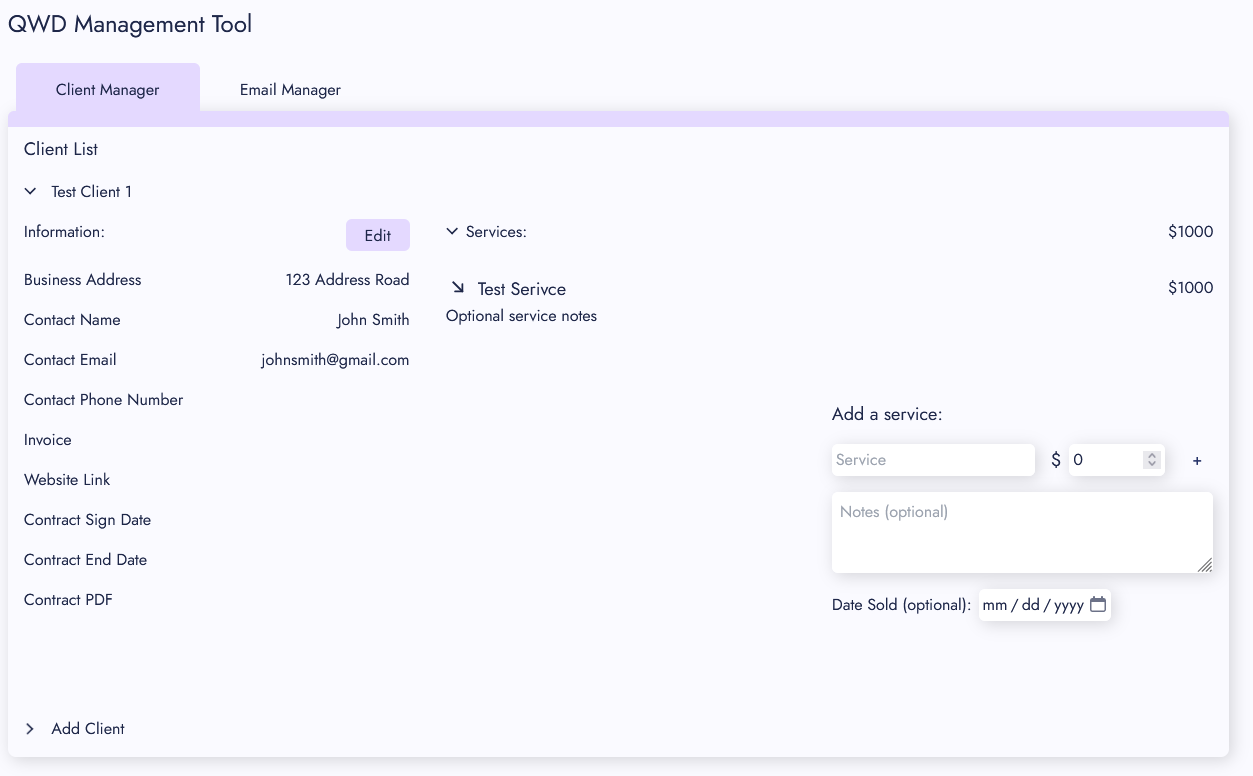 QWD Management Tool
Client Manager
Email Manager
Client List
Test Client 1
Information:
Edit
Business Address 123 Address Road
Contact Name John Smith
Contact Email johnsmith@gmail.com
Contact Phone Number
Invoice
Website Link
Contract Sign Date
Contract End Date
Contract PDF
Services: $1000
Test Serivce $1000
Optional service notes
Add a service:
Service $ 0 +
Notes (optional)
Date Sold (optional): mm / dd / yyyy
Add Client